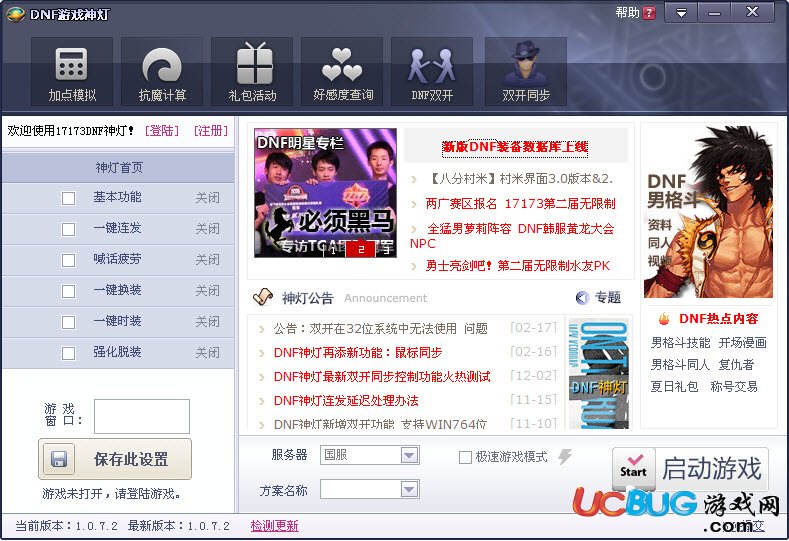 DNF游戏神灯
帮助 ?
加点模拟
抗魔计算
礼包活动
好感度查询
DNF双开
双开同步
欢迎使用17173DNF神灯! [登陆] [注册]
神灯首页
基本功能 关闭
一键连发 关闭
喊话疲劳 关闭
一键换装 关闭
一键时装 关闭
强化脱装 关闭
游戏
窗口:
保存此设置
游戏未打开，请登陆游戏。
DNF明星专栏
必须黑马
专访TGA
冠军
1 2
新版DNF装备数据库上线
【八分村米】村米界面3.0版本&2.
两广赛区报名 17173第二届无限制
全猛男萝莉阵容 DNF韩服黄龙大会
NPC
勇士亮剑吧! 第二届无限制水友PK
神灯公告 Announcement
专题
公告：双开在32位系统中无法使用 问题 [02-17]
DNF神灯再添新功能：鼠标同步 [02-16]
DNF神灯最新双开同步控制功能火热测试 [12-02]
DNF神灯连发延迟处理办法 [11-15]
DNF神灯新增双开功能 支持WIN764位 [11-10]
DNF神灯
DNF
男格斗
资料
同人
视频
DNF热点内容
男格斗技能 开场漫画
男格斗同人 复仇者
夏日礼包 称号交易
服务器 国服
极速游戏模式
方案名称
Start 启动游戏
UCBUG游戏网
.com
当前版本：1.0.7.2 最新版本：1.0.7.2 检测更新